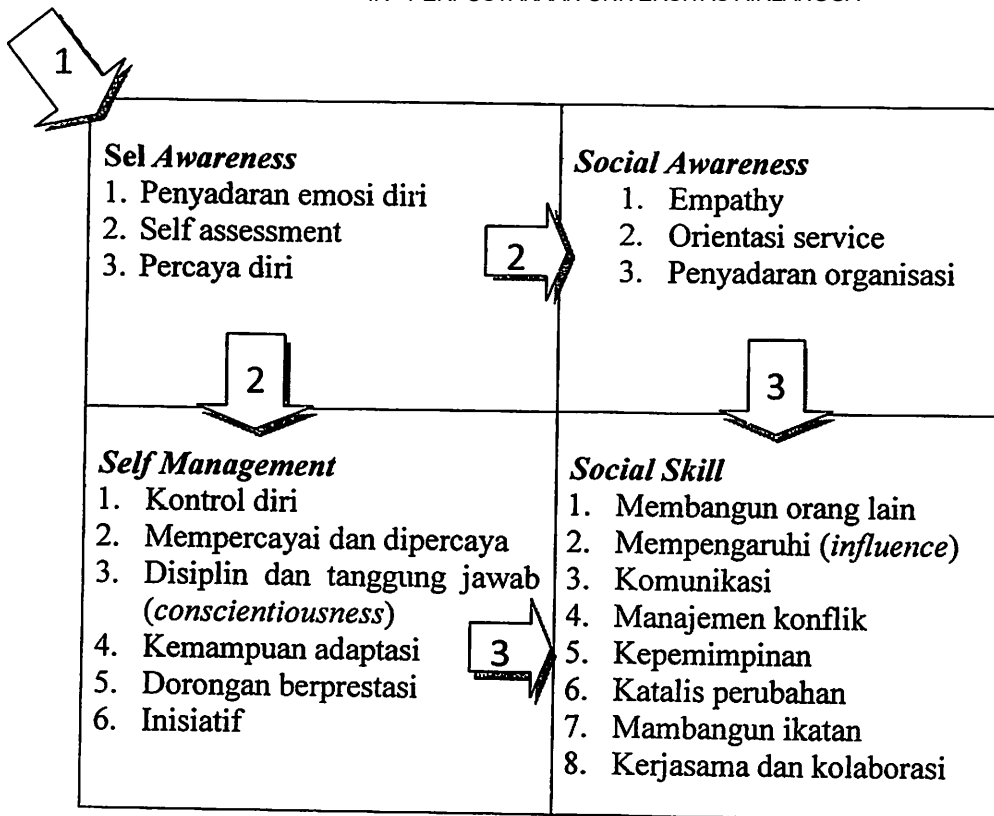 1
Sel Awareness
1. Penyadaran emosi diri
2. Self assessment
3. Percaya diri
2
Social Awareness
1. Empathy
2. Orientasi service
3. Penyadaran organisasi
2
3
Self Management
1. Kontrol diri
2. Mempercayai dan dipercaya
3. Disiplin dan tanggung jawab
(conscientiousness)
4. Kemampuan adaptasi
5. Dorongan berprestasi
6. Inisiatif
3
Social Skill
1. Membangun orang lain
2. Mempengaruhi (influence)
3. Komunikasi
4. Manajemen konflik
5. Kepemimpinan
6. Katalis perubahan
7. Mambangun ikatan
8. Kerjasama dan kolaborasi